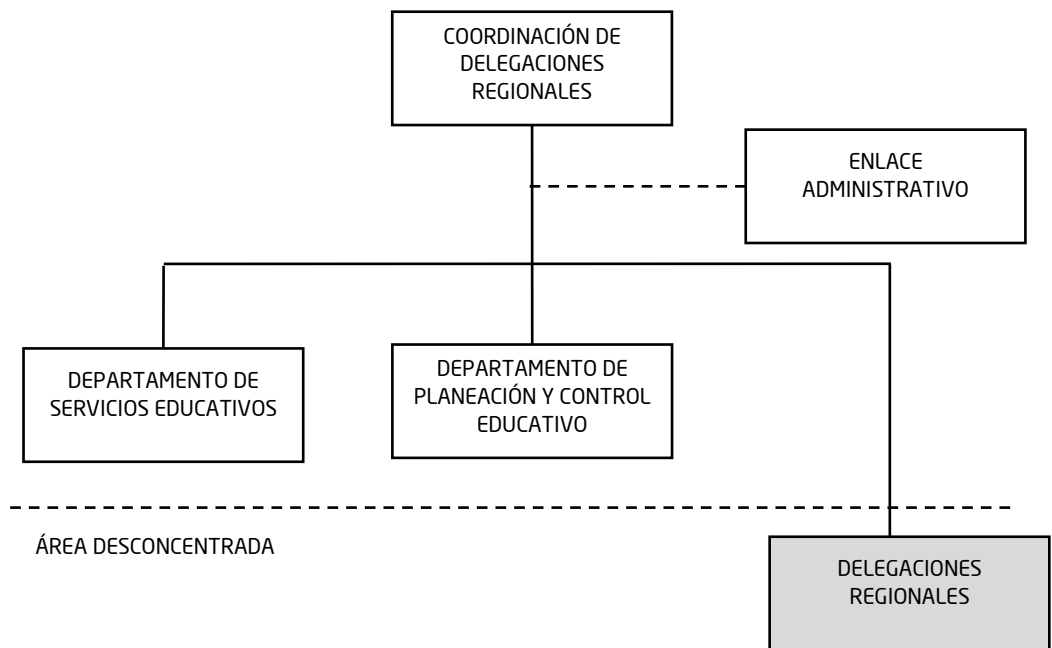 COORDINACIÓN DE
DELEGACIONES
REGIONALES
ENLACE
ADMINISTRATIVO
DEPARTAMENTO DE
SERVICIOS EDUCATIVOS
DEPARTAMENTO DE
PLANEACIÓN Y CONTROL
EDUCATIVO
ÁREA DESCONCENTRADA
DELEGACIONES
REGIONALES